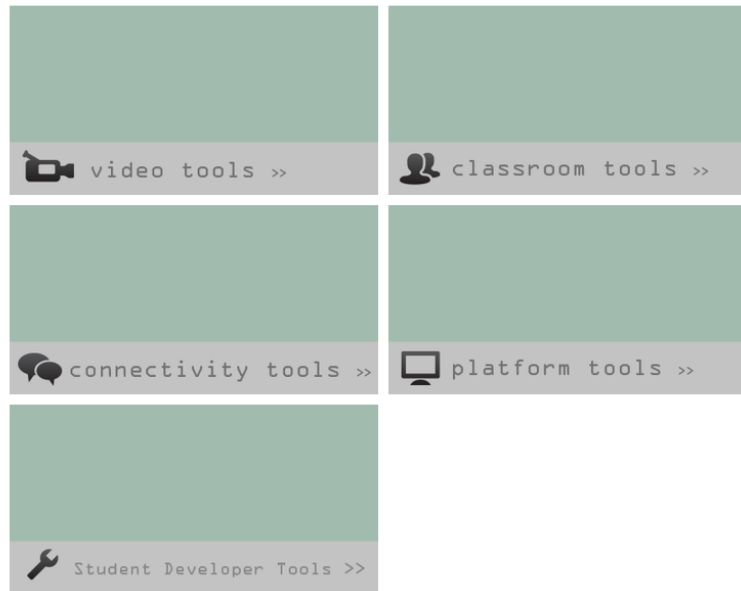 video tools >>
classroom tools >>
connectivity tools >>
platform tools >>
Student Developer Tools >>